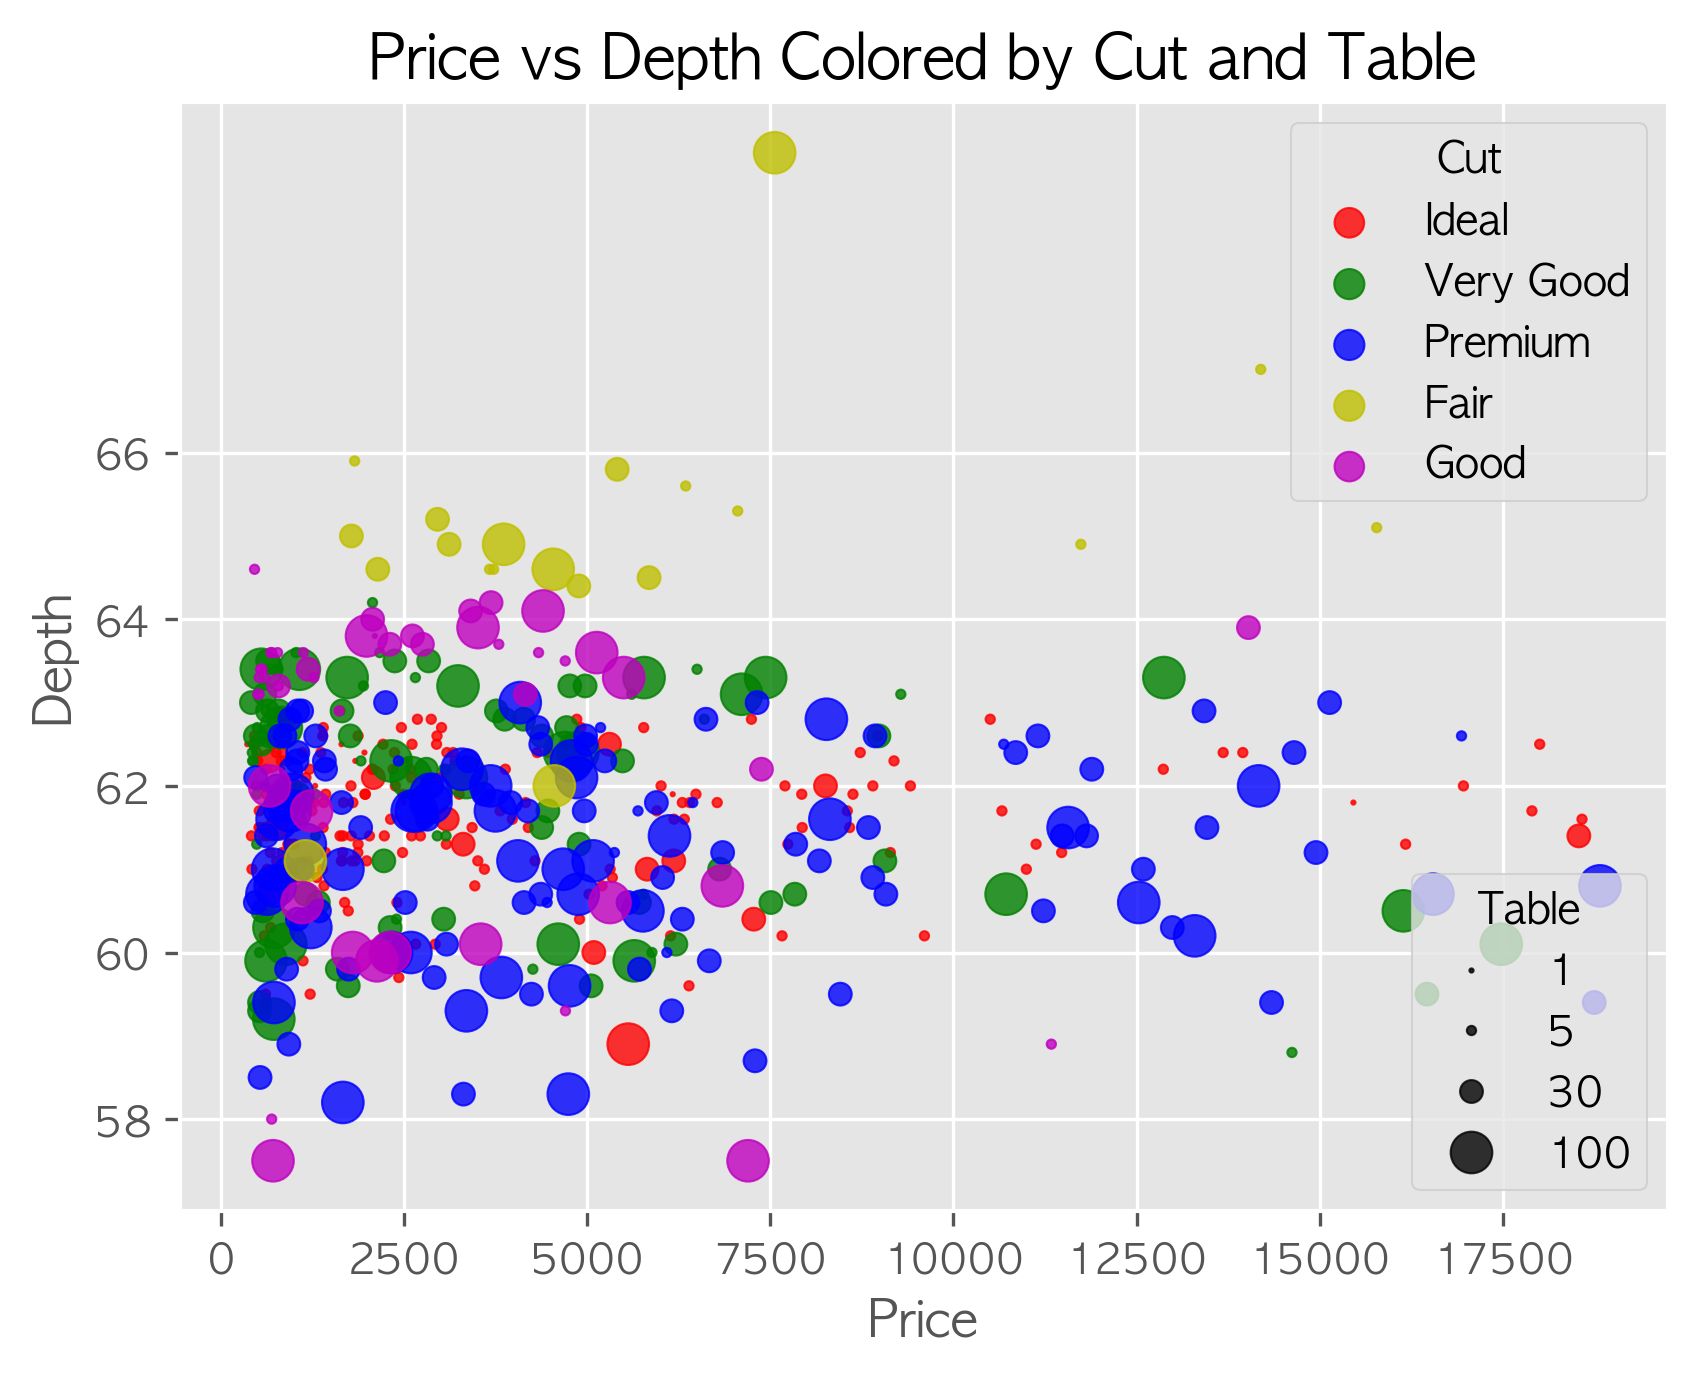 Price vs Depth Colored by Cut and Table
Cut
Ideal
Very Good
Premium
Fair
Good
66
64
62
60
58
Depth
Table
1
5
30
100
0 2500 5000 7500 10000 12500 15000 17500
Price